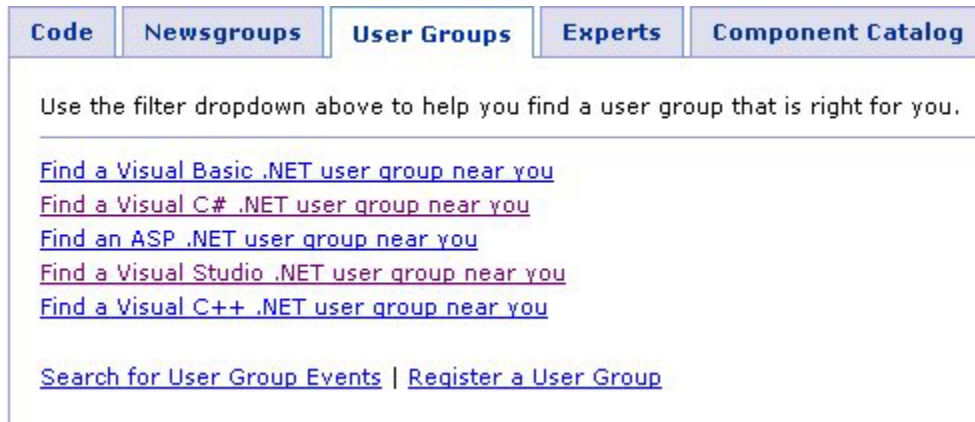 Code Newsgroups User Groups Experts Component Catalog
Use the filter dropdown above to help you find a user group that is right for you.
Find a Visual Basic .NET user group near you
Find a Visual C# .NET user group near you
Find an ASP .NET user group near you
Find a Visual Studio .NET user group near you
Find a Visual C++ .NET user group near you
Search for User Group Events | Register a User Group